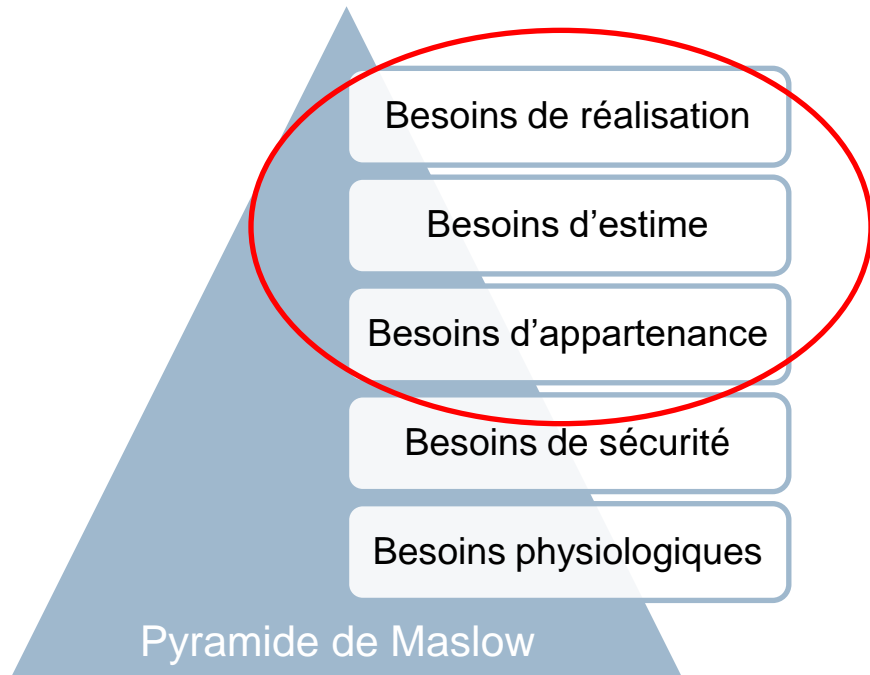 Besoins de réalisation
Besoins d’estime
Besoins d’appartenance
Besoins de sécurité
Besoins physiologiques
Pyramide de Maslow